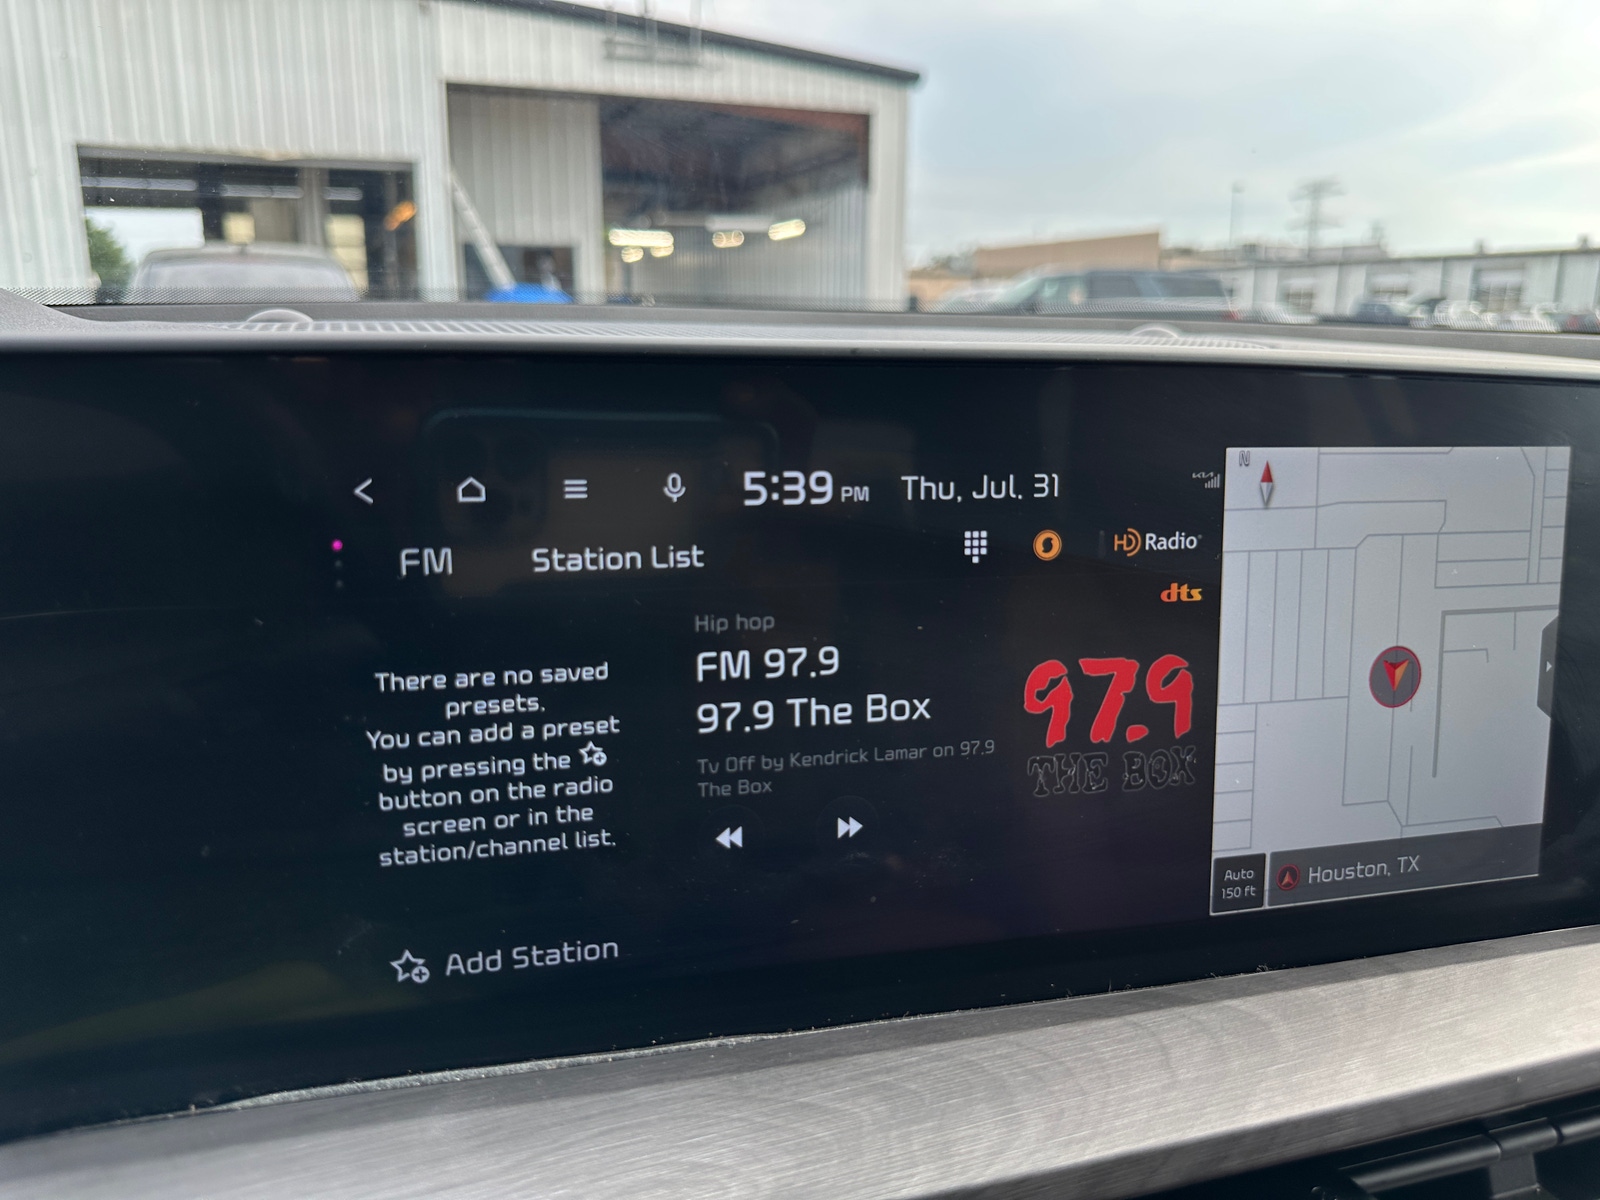 5:39 PM Thu, Jul. 31
N
FM
Station List
HD Radio
dts
There are no saved
presets.
You can add a preset
by pressing the
button on the radio
screen or in the
station/channel list.
Add Station
Hip hop
FM 97.9
97.9 The Box
Tv Off by Kendrick Lamar on 97.9
The Box
97.9
THE BOX
Auto
150 ft
Houston, TX